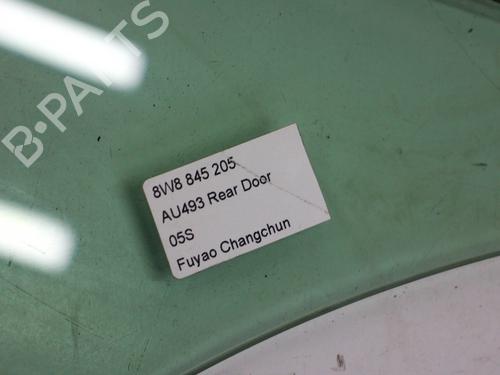 B-PARTS
8W8 845 205
AU493 Rear Door
05S
Fuyao Changchun